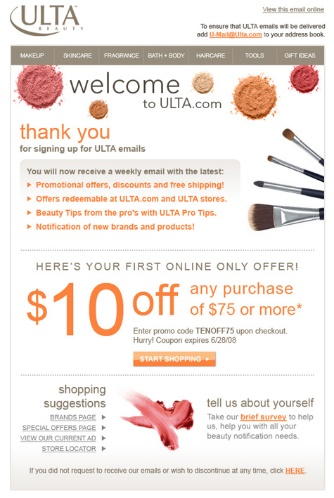 ULTA
BEAUTY
View this email online
To ensure that ULTA emails will be delivered
add U-Mail@Ulta.com to your address book.
MAKEUP SKINCARE FRAGRANCE BATH + BODY HAIRCARE TOOLS GIFT IDEAS
welcome
to ULTA.com
thank you
for signing up for ULTA emails
You will now receive a weekly email with the latest:
Promotional offers, discounts and free shipping!
Offers redeemable at ULTA.com and ULTA stores.
Beauty Tips from the pro's with ULTA Pro Tips.
Notification of new brands and products!
HERE'S YOUR FIRST ONLINE ONLY OFFER!
$10 off any purchase
of $75 or more*
Enter promo code TENOFF75 upon checkout.
Hurry! Coupon expires 6/28/08
START SHOPPING
shopping
suggestions
BRANDS PAGE
SPECIAL OFFERS PAGE
VIEW OUR CURRENT AD
STORE LOCATOR
tell us about yourself
Take our brief survey to help
us, help you with all your
beauty notification needs.
If you did not request to receive our emails or wish to discontinue at any time, click HERE.